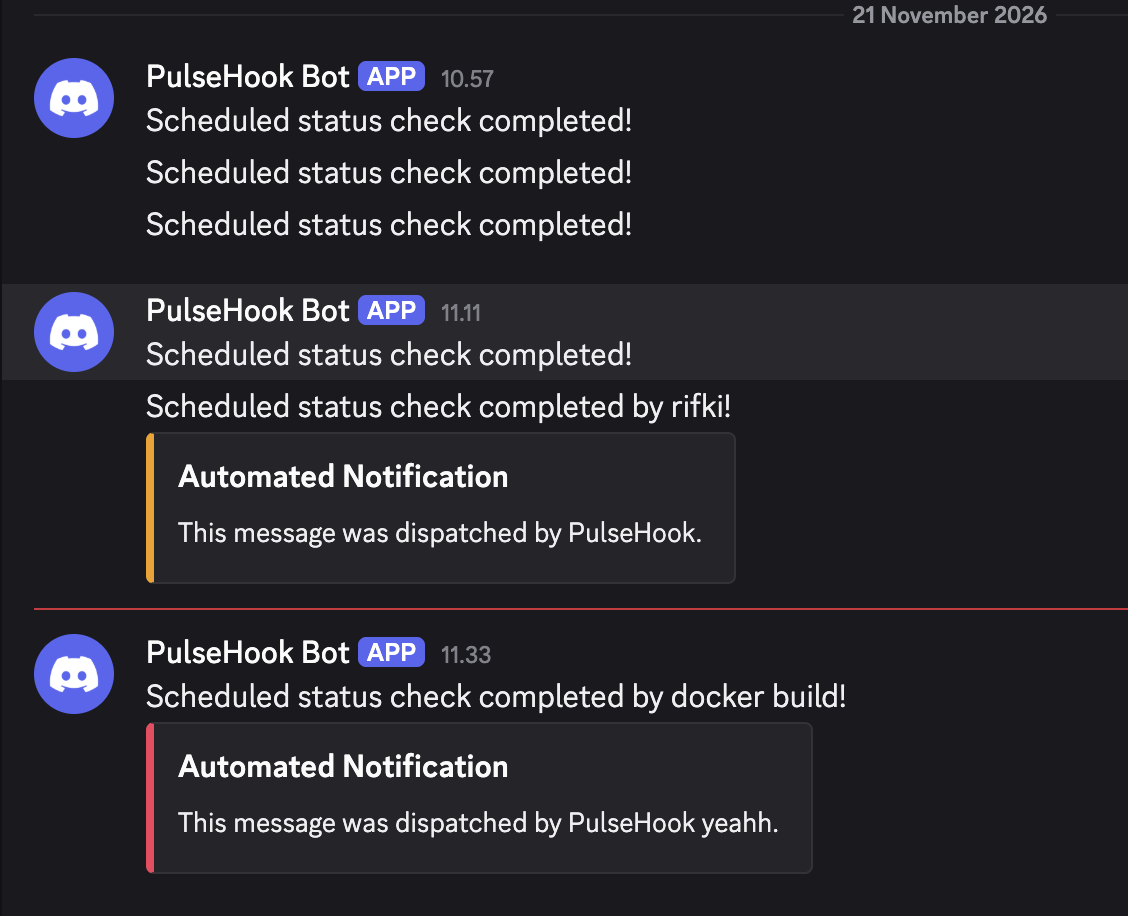 21 November 2026
PulseHook Bot APP 10.57
Scheduled status check completed!
Scheduled status check completed!
Scheduled status check completed!
PulseHook Bot APP 11.11
Scheduled status check completed!
Scheduled status check completed by rifki!
Automated Notification
This message was dispatched by PulseHook.
PulseHook Bot APP 11.33
Scheduled status check completed by docker build!
Automated Notification
This message was dispatched by PulseHook yeahh.